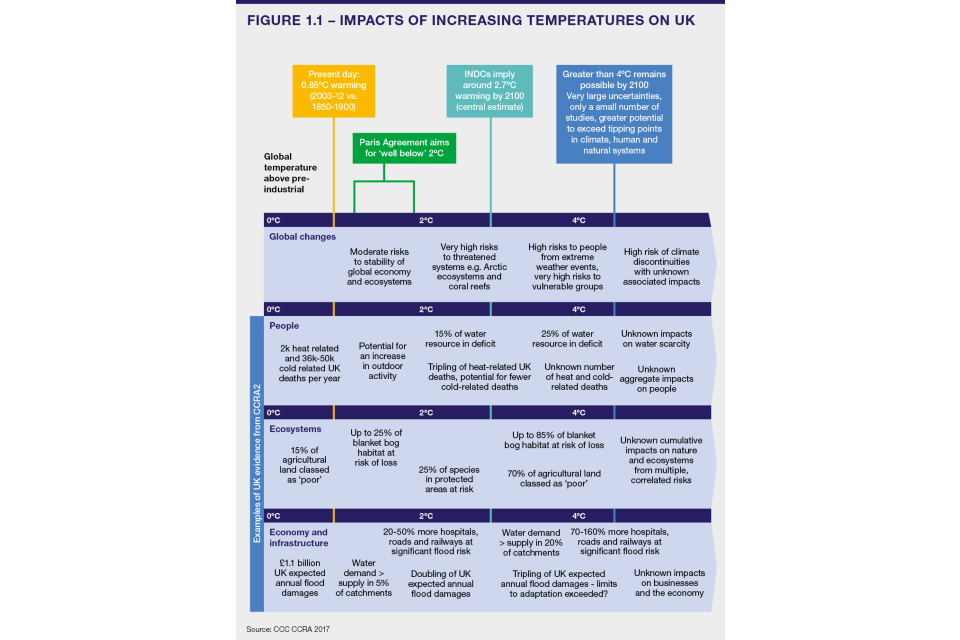 FIGURE 1.1 – IMPACTS OF INCREASING TEMPERATURES ON UK
Present day:
0.85ºC warming
(2003-12 vs.
1850-1900)
INDCs imply
around 2.7ºC
warming by 2100
(central estimate)
Greater than 4ºC remains
possible by 2100
Very large uncertainties,
only a small number of
studies, greater potential
to exceed tipping points
in climate, human and
natural systems
Paris Agreement aims
for ‘well below’ 2ºC
Global
temperature
above pre-
industrial
0ºC 2ºC 4ºC
Global changes
Moderate risks
to stability of
global economy
and ecosystems
Very high risks
to threatened
systems e.g. Arctic
ecosystems and
coral reefs
High risks to people
from extreme
weather events,
very high risks to
vulnerable groups
High risk of climate
discontinuities
with unknown
associated impacts
Examples of UK evidence from CCRA2
0ºC 2ºC 4ºC
People
2k heat related
and 36k-50k
cold related UK
deaths per year
Potential for
an increase
in outdoor
activity
15% of water
resource in deficit
Tripling of heat-related UK
deaths, potential for fewer
cold-related deaths
25% of water
resource in deficit
Unknown number
of heat and cold-
related deaths
Unknown impacts
on water scarcity
Unknown
aggregate impacts
on people
0ºC 2ºC 4ºC
Ecosystems
15% of
agricultural
land classed
as ‘poor’
Up to 25% of
blanket bog
habitat at
risk of loss
25% of species
in protected
areas at risk
Up to 85% of blanket
bog habitat at risk of loss
70% of agricultural land
classed as ‘poor’
Unknown cumulative
impacts on nature
and ecosystems
from multiple,
correlated risks
0ºC 2ºC 4ºC
Economy and
infrastructure
£1.1 billion
UK expected
annual flood
damages
Water
demand >
supply in 5%
of catchments
20-50% more hospitals,
roads and railways at
significant flood risk
Doubling of UK
expected annual
flood damages
Water demand
> supply in 20%
of catchments
70-160% more hospitals,
roads and railways at
significant flood risk
Tripling of UK expected
annual flood damages - limits
to adaptation exceeded?
Unknown impacts
on businesses
and the economy
Source: CCC CCRA 2017